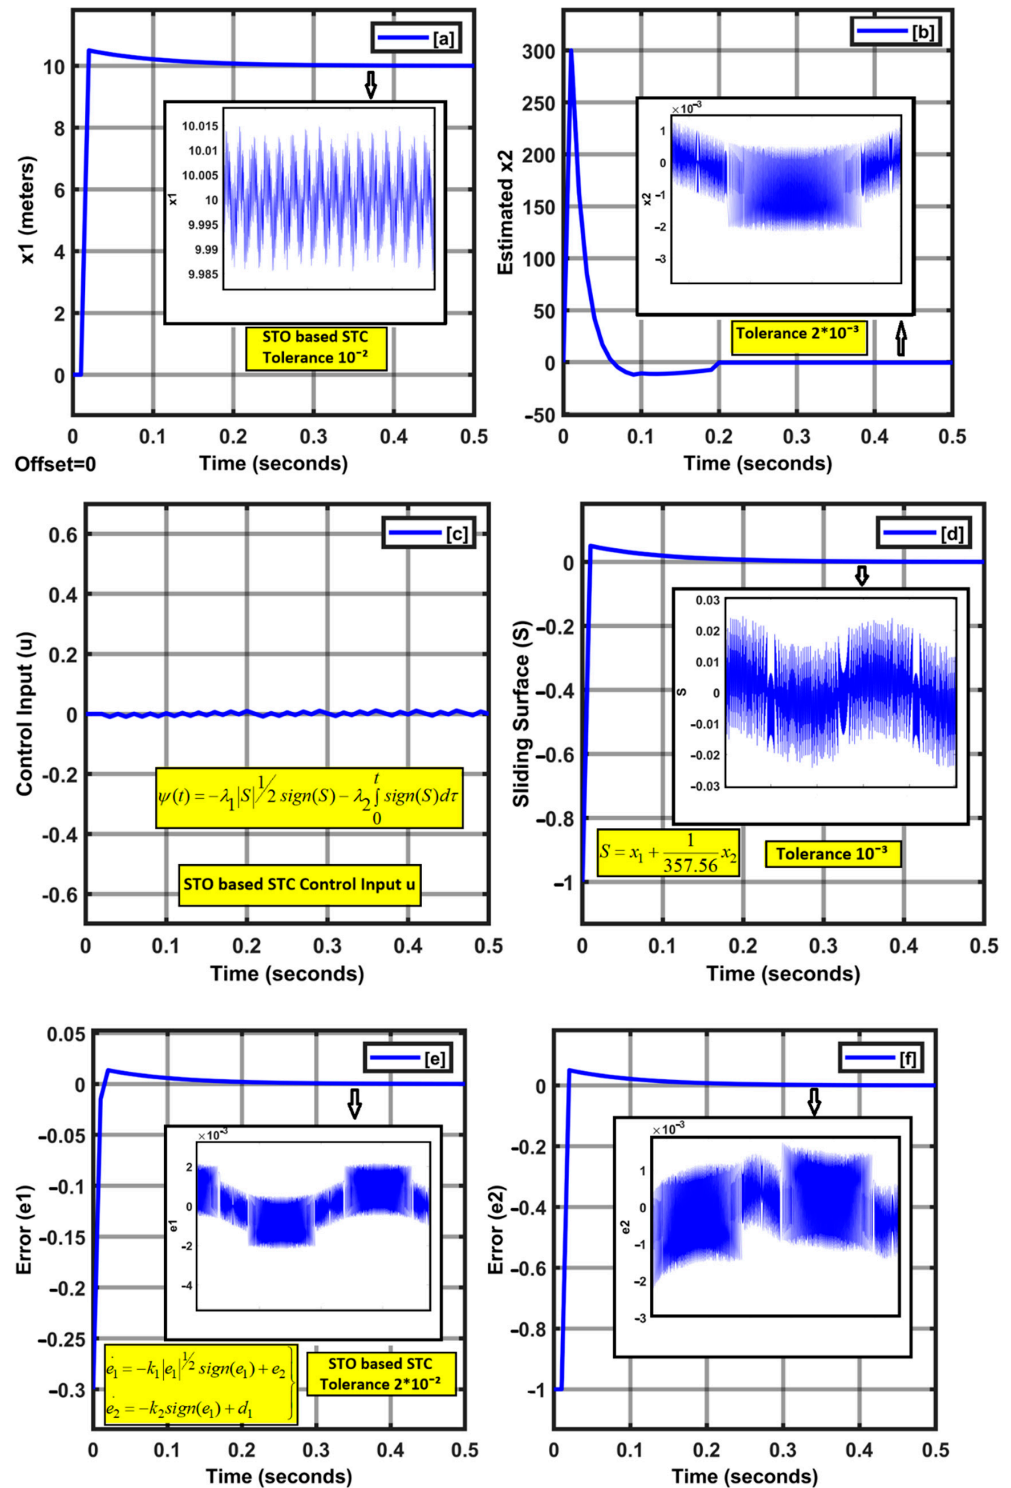 [a]
10
8
6
4
2
0
x1 (meters)
10.015
10.01
10.005
10
9.995
9.99
9.985
x1
STO based STC
Tolerance 10⁻²
0 0.1 0.2 0.3 0.4 0.5
Offset=0
Time (seconds)
[b]
300
250
200
150
100
50
0
−50
Estimated x2
×10⁻³
1
0
−1
−2
−3
x2
Tolerance 2*10⁻³
0 0.1 0.2 0.3 0.4 0.5
Time (seconds)
[c]
0.6
0.4
0.2
0
−0.2
−0.4
−0.6
Control Input (u)
ψ(t) = −λ₁|S|^1/2 sign(S) − λ₂ ∫₀ᵗ sign(S)dτ
STO based STC Control Input u
0 0.1 0.2 0.3 0.4 0.5
Time (seconds)
[d]
0
−0.2
−0.4
−0.6
−0.8
−1
Sliding Surface (S)
0.03
0.02
0.01
0
−0.01
−0.02
−0.03
S
S = x₁ + 1/357.56 x₂
Tolerance 10⁻³
0 0.1 0.2 0.3 0.4 0.5
Time (seconds)
[e]
0.05
0
−0.05
−0.1
−0.15
−0.2
−0.25
−0.3
Error (e1)
×10⁻³
2
0
−2
−4
e1
ė₁ = −k₁|e₁|^1/2 sign(e₁) + e₂
ė₂ = −k₂sign(e₁) + d₁
STO based STC
Tolerance 2*10⁻²
0 0.1 0.2 0.3 0.4 0.5
Time (seconds)
[f]
0
−0.2
−0.4
−0.6
−0.8
−1
Error (e2)
×10⁻³
1
0
−1
−2
−3
e2
0 0.1 0.2 0.3 0.4 0.5
Time (seconds)